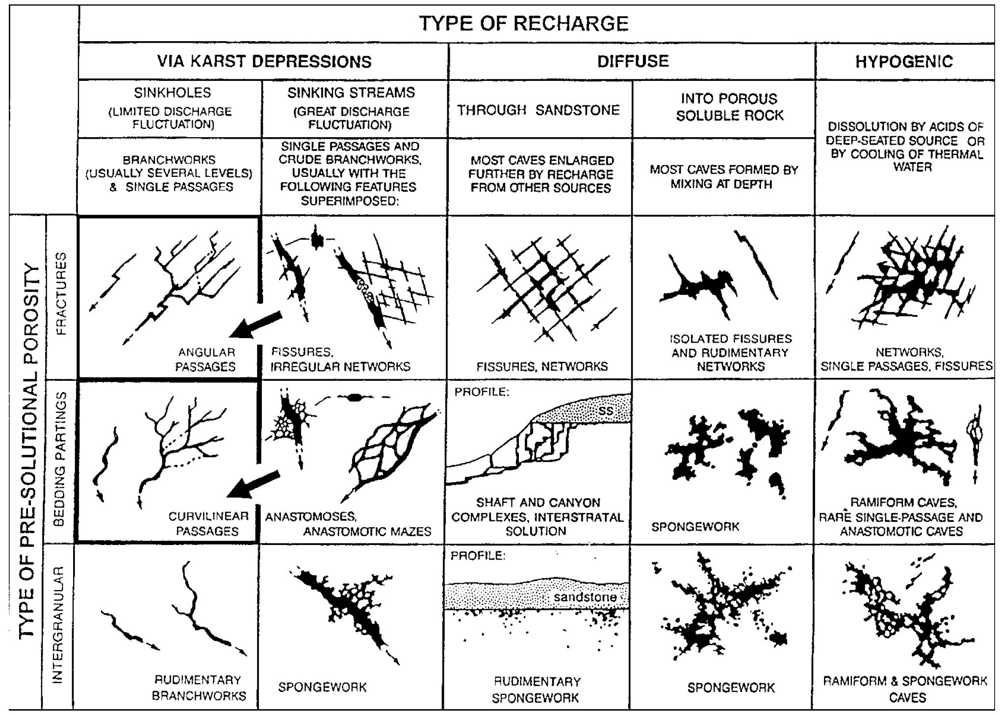 TYPE OF RECHARGE
VIA KARST DEPRESSIONS
DIFFUSE
HYPOGENIC
SINKHOLES
(LIMITED DISCHARGE
FLUCTUATION)
SINKING STREAMS
(GREAT DISCHARGE
FLUCTUATION)
THROUGH SANDSTONE
INTO POROUS
SOLUBLE ROCK
DISSOLUTION BY ACIDS OF
DEEP-SEATED SOURCE OR
BY COOLING OF THERMAL
WATER
BRANCHWORKS
(USUALLY SEVERAL LEVELS)
& SINGLE PASSAGES
SINGLE PASSAGES AND
CRUDE BRANCHWORKS,
USUALLY WITH THE
FOLLOWING FEATURES
SUPERIMPOSED:
MOST CAVES ENLARGED
FURTHER BY RECHARGE
FROM OTHER SOURCES
MOST CAVES FORMED BY
MIXING AT DEPTH
TYPE OF PRE-SOLUTIONAL POROSITY
FRACTURES
ANGULAR
PASSAGES
FISSURES,
IRREGULAR NETWORKS
FISSURES, NETWORKS
ISOLATED FISSURES
AND RUDIMENTARY
NETWORKS
NETWORKS,
SINGLE PASSAGES, FISSURES
BEDDING PARTINGS
CURVILINEAR
PASSAGES
ANASTOMOSES,
ANASTOMOTIC MAZES
PROFILE:
SS
SHAFT AND CANYON
COMPLEXES, INTERSTRATAL
SOLUTION
SPONGEWORK
RAMIFORM CAVES,
RARE SINGLE-PASSAGE AND
ANASTOMOTIC CAVES
INTERGRANULAR
RUDIMENTARY
BRANCHWORKS
SPONGEWORK
PROFILE:
sandstone
RUDIMENTARY
SPONGEWORK
SPONGEWORK
RAMIFORM & SPONGEWORK
CAVES